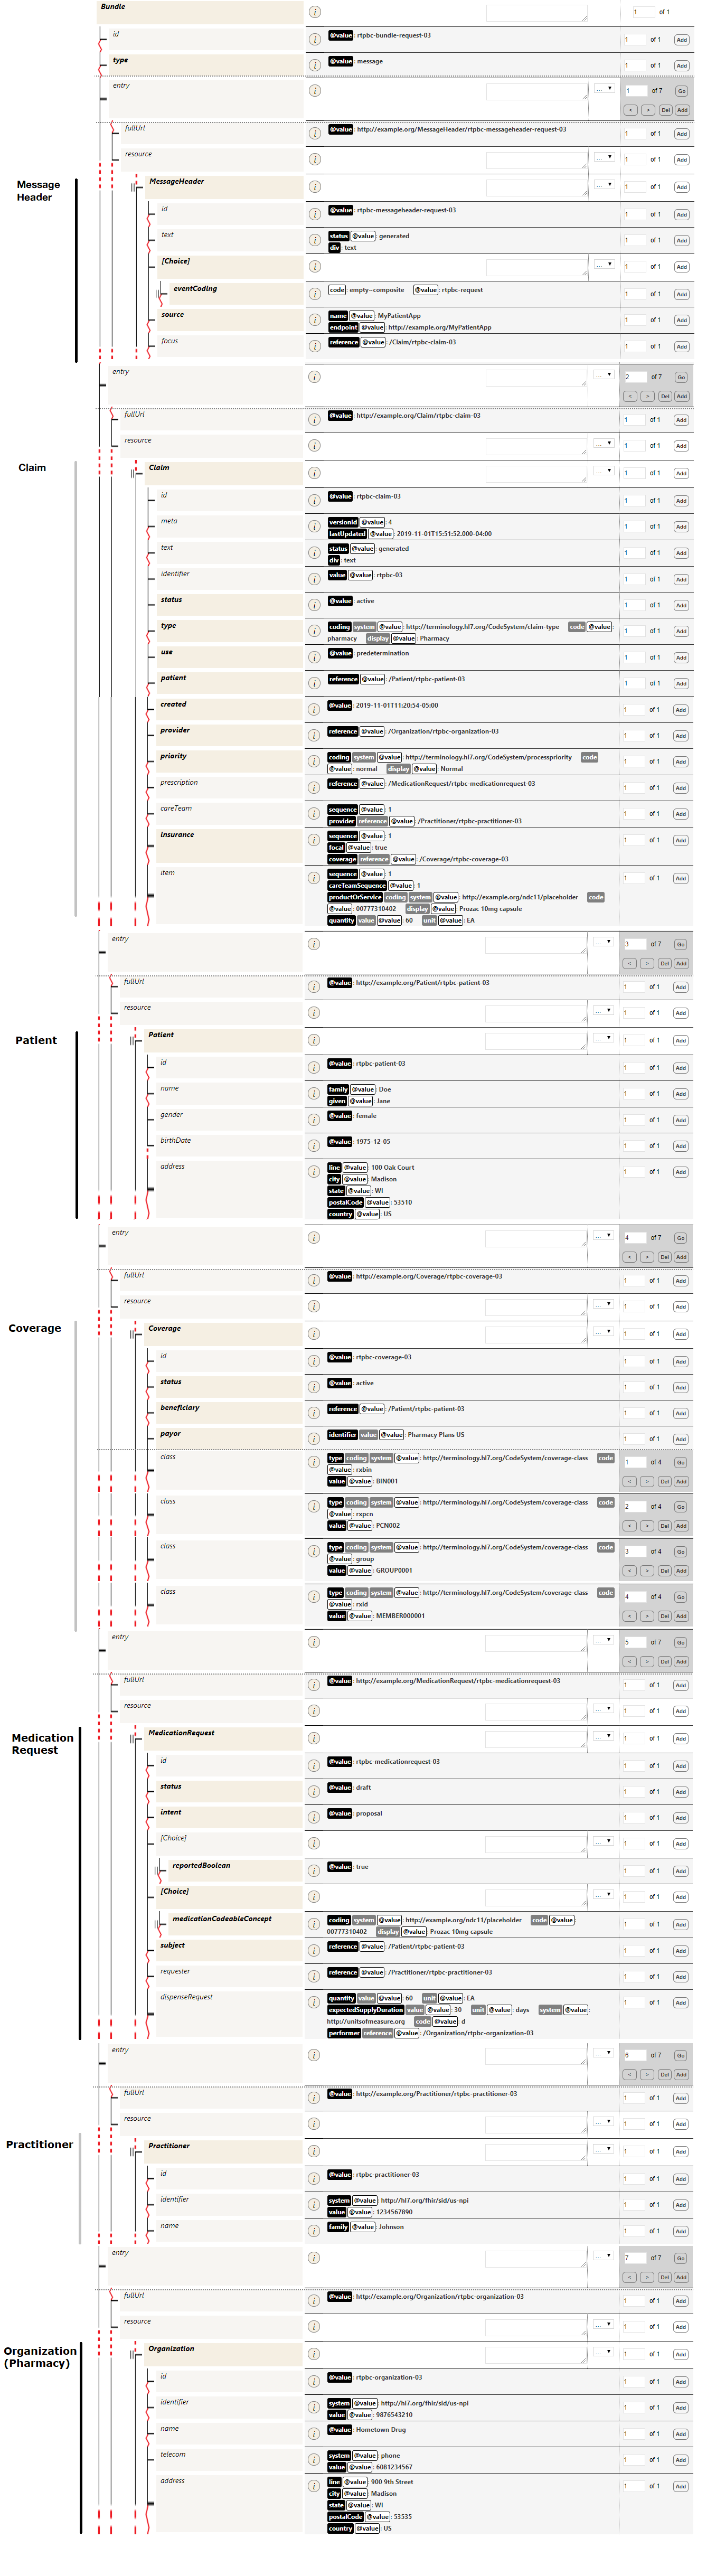 Bundle
1 of 1
id
@value: rtpbc-bundle-request-03
1 of 1 Add
type
@value: message
1 of 1 Add
entry
... 1 of 7 Go
< > Del Add
fullUrl
@value: http://example.org/MessageHeader/rtpbc-messageheader-request-03
1 of 1 Add
resource
... 1 of 1 Add
Message
Header
MessageHeader
... 1 of 1 Add
id
@value: rtpbc-messageheader-request-03
1 of 1 Add
text
status @value: generated
div: text
1 of 1 Add
[Choice]
... 1 of 1 Add
eventCoding
code: empty~composite @value: rtpbc-request
1 of 1 Add
source
name @value: MyPatientApp
endpoint @value: http://example.org/MyPatientApp
1 of 1 Add
focus
reference @value: /Claim/rtpbc-claim-03
1 of 1 Add
entry
... 2 of 7 Go
< > Del Add
fullUrl
@value: http://example.org/Claim/rtpbc-claim-03
1 of 1 Add
resource
... 1 of 1 Add
Claim
Claim
... 1 of 1 Add
id
@value: rtpbc-claim-03
1 of 1 Add
meta
versionId @value: 4
lastUpdated @value: 2019-11-01T15:51:52.000-04:00
1 of 1 Add
text
status @value: generated
div: text
1 of 1 Add
identifier
value @value: rtpbc-03
1 of 1 Add
status
@value: active
1 of 1 Add
type
coding system @value: http://terminology.hl7.org/CodeSystem/claim-type code @value:
pharmacy display @value: Pharmacy
1 of 1 Add
use
@value: predetermination
1 of 1 Add
patient
reference @value: /Patient/rtpbc-patient-03
1 of 1 Add
created
@value: 2019-11-01T11:20:54-05:00
1 of 1 Add
provider
reference @value: /Organization/rtpbc-organization-03
1 of 1 Add
priority
coding system @value: http://terminology.hl7.org/CodeSystem/processpriority code
@value: normal display @value: Normal
1 of 1 Add
prescription
reference @value: /MedicationRequest/rtpbc-medicationrequest-03
1 of 1 Add
careTeam
sequence @value: 1
provider reference @value: /Practitioner/rtpbc-practitioner-03
1 of 1 Add
insurance
sequence @value: 1
focal @value: true
coverage reference @value: /Coverage/rtpbc-coverage-03
1 of 1 Add
item
sequence @value: 1
careTeamSequence @value: 1
productOrService coding system @value: http://example.org/ndc11/placeholder code
@value: 00777310402 display @value: Prozac 10mg capsule
quantity value @value: 60 unit @value: EA
1 of 1 Add
entry
... 3 of 7 Go
< > Del Add
fullUrl
@value: http://example.org/Patient/rtpbc-patient-03
1 of 1 Add
resource
... 1 of 1 Add
Patient
Patient
... 1 of 1 Add
id
@value: rtpbc-patient-03
1 of 1 Add
name
family @value: Doe
given @value: Jane
1 of 1 Add
gender
@value: female
1 of 1 Add
birthDate
@value: 1975-12-05
1 of 1 Add
address
line @value: 100 Oak Court
city @value: Madison
state @value: WI
postalCode @value: 53510
country @value: US
1 of 1 Add
entry
... 4 of 7 Go
< > Del Add
fullUrl
@value: http://example.org/Coverage/rtpbc-coverage-03
1 of 1 Add
resource
... 1 of 1 Add
Coverage
Coverage
... 1 of 1 Add
id
@value: rtpbc-coverage-03
1 of 1 Add
status
@value: active
1 of 1 Add
beneficiary
reference @value: /Patient/rtpbc-patient-03
1 of 1 Add
payor
identifier value @value: Pharmacy Plans US
1 of 1 Add
class
type coding system @value: http://terminology.hl7.org/CodeSystem/coverage-class code
@value: rxbin
value @value: BIN001
1 of 4 Go
< > Del Add
class
type coding system @value: http://terminology.hl7.org/CodeSystem/coverage-class code
@value: rxpcn
value @value: PCN002
2 of 4 Go
< > Del Add
class
type coding system @value: http://terminology.hl7.org/CodeSystem/coverage-class code
@value: group
value @value: GROUP0001
3 of 4 Go
< > Del Add
class
type coding system @value: http://terminology.hl7.org/CodeSystem/coverage-class code
@value: rxid
value @value: MEMBER000001
4 of 4 Go
< > Del Add
entry
... 5 of 7 Go
< > Del Add
fullUrl
@value: http://example.org/MedicationRequest/rtpbc-medicationrequest-03
1 of 1 Add
resource
... 1 of 1 Add
Medication
Request
MedicationRequest
... 1 of 1 Add
id
@value: rtpbc-medicationrequest-03
1 of 1 Add
status
@value: draft
1 of 1 Add
intent
@value: proposal
1 of 1 Add
[Choice]
... 1 of 1 Add
reportedBoolean
@value: true
1 of 1 Add
[Choice]
... 1 of 1 Add
medicationCodeableConcept
coding system @value: http://example.org/ndc11/placeholder code @value:
00777310402 display @value: Prozac 10mg capsule
1 of 1 Add
subject
reference @value: /Patient/rtpbc-patient-03
1 of 1 Add
requester
reference @value: /Practitioner/rtpbc-practitioner-03
1 of 1 Add
dispenseRequest
quantity value @value: 60 unit @value: EA
expectedSupplyDuration value @value: 30 unit @value: days system @value:
http://unitsofmeasure.org code @value: d
performer reference @value: /Organization/rtpbc-organization-03
1 of 1 Add
entry
... 6 of 7 Go
< > Del Add
fullUrl
@value: http://example.org/Practitioner/rtpbc-practitioner-03
1 of 1 Add
resource
... 1 of 1 Add
Practitioner
Practitioner
... 1 of 1 Add
id
@value: rtpbc-practitioner-03
1 of 1 Add
identifier
system @value: http://hl7.org/fhir/sid/us-npi
value @value: 1234567890
1 of 1 Add
name
family @value: Johnson
1 of 1 Add
entry
... 7 of 7 Go
< > Del Add
fullUrl
@value: http://example.org/Organization/rtpbc-organization-03
1 of 1 Add
resource
... 1 of 1 Add
Organization
(Pharmacy)
Organization
... 1 of 1 Add
id
@value: rtpbc-organization-03
1 of 1 Add
identifier
system @value: http://hl7.org/fhir/sid/us-npi
value @value: 9876543210
1 of 1 Add
name
@value: Hometown Drug
1 of 1 Add
telecom
system @value: phone
value @value: 6081234567
1 of 1 Add
address
line @value: 900 9th Street
city @value: Madison
state @value: WI
postalCode @value: 53535
country @value: US
1 of 1 Add